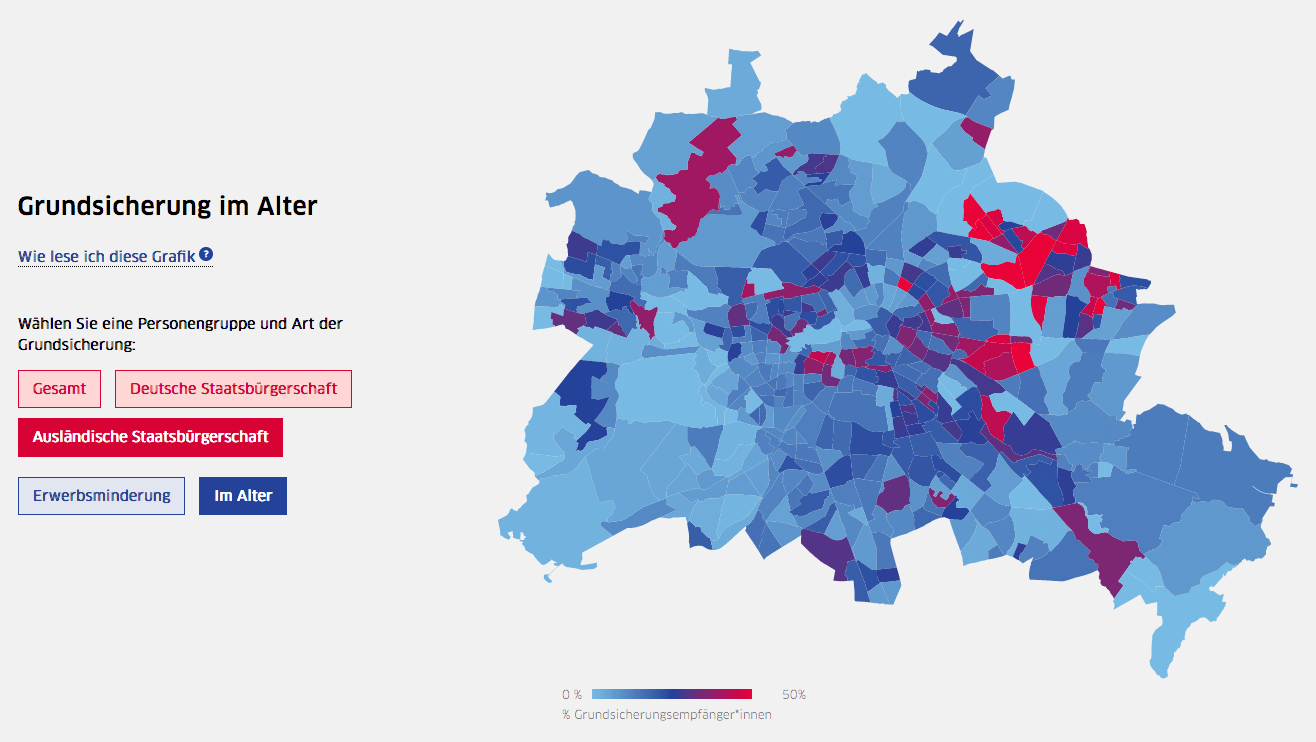 Grundsicherung im Alter
Wie lese ich diese Grafik ?
Wählen Sie eine Personengruppe und Art der
Grundsicherung:
Gesamt
Deutsche Staatsbürgerschaft
Ausländische Staatsbürgerschaft
Erwerbsminderung
Im Alter
0 %
50%
% Grundsicherungsempfänger*innen